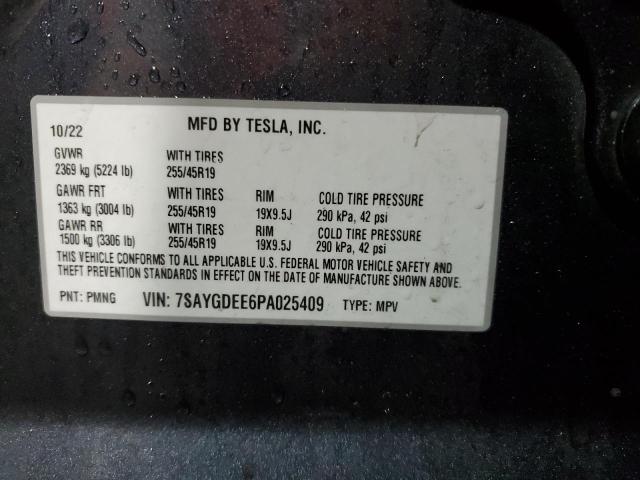 10/22 MFD BY TESLA, INC.
GVWR WITH TIRES
2369 kg (5224 lb) 255/45R19
GAWR FRT WITH TIRES RIM COLD TIRE PRESSURE
1363 kg (3004 lb) 255/45R19 19X9.5J 290 kPa, 42 psi
GAWR RR WITH TIRES RIM COLD TIRE PRESSURE
1500 kg (3306 lb) 255/45R19 19X9.5J 290 kPa, 42 psi
THIS VEHICLE CONFORMS TO ALL APPLICABLE U.S. FEDERAL MOTOR VEHICLE SAFETY AND
THEFT PREVENTION STANDARDS IN EFFECT ON THE DATE OF MANUFACTURE SHOWN ABOVE.
PNT: PMNG VIN: 7SAYGDEE6PA025409 TYPE: MPV